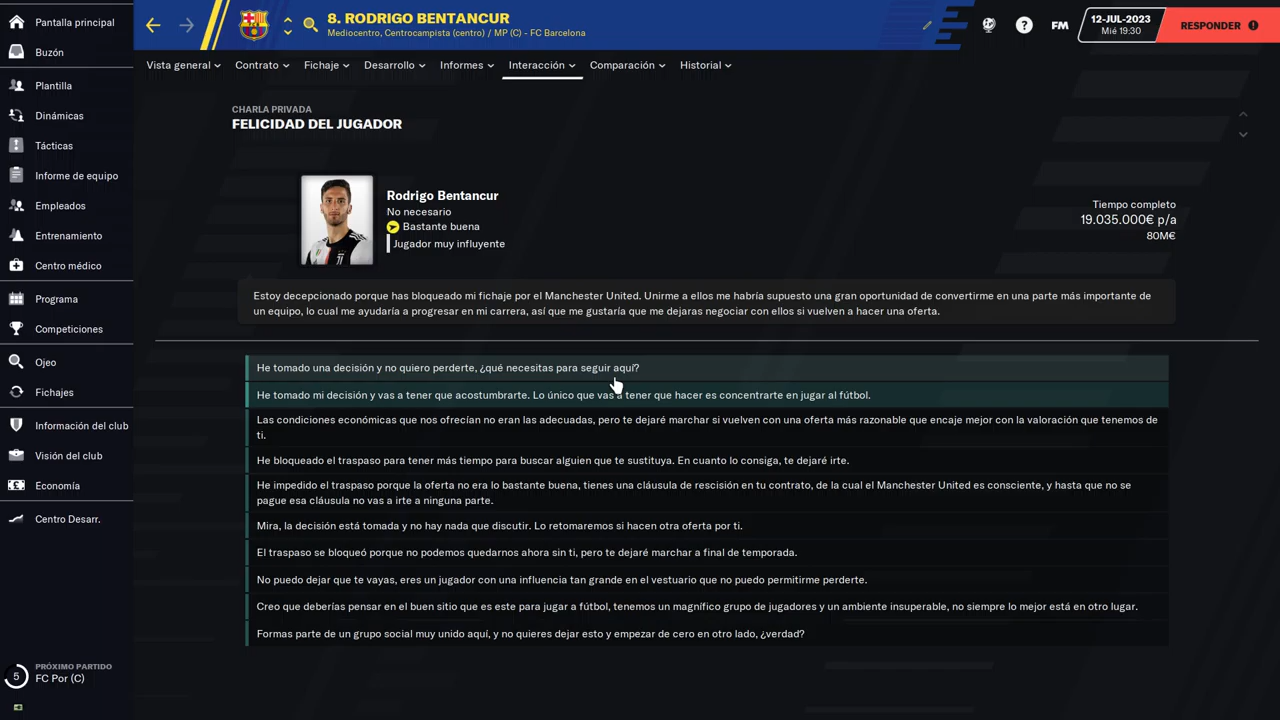 Pantalla principal
Buzón
Plantilla
Dinámicas
Tácticas
Informe de equipo
Empleados
Entrenamiento
Centro médico
Programa
Competiciones
Ojeo
Fichajes
Información del club
Visión del club
Economía
Centro Desarr.
5
PRÓXIMO PARTIDO
FC Por (C)
8. RODRIGO BENTANCUR
Mediocentro, Centrocampista (centro) / MP (C) - FC Barcelona
FM
12-JUL-2023
Mié 19:30
RESPONDER
Vista general
Contrato
Fichaje
Desarrollo
Informes
Interacción
Comparación
Historial
CHARLA PRIVADA
FELICIDAD DEL JUGADOR
Rodrigo Bentancur
No necesario
Bastante buena
Jugador muy influyente
Tiempo completo
19.035.000€ p/a
80M€
Estoy decepcionado porque has bloqueado mi fichaje por el Manchester United. Unirme a ellos me habría supuesto una gran oportunidad de convertirme en una parte más importante de
un equipo, lo cual me ayudaría a progresar en mi carrera, así que me gustaría que me dejaras negociar con ellos si vuelven a hacer una oferta.
He tomado una decisión y no quiero perderte, ¿qué necesitas para seguir aquí?
He tomado mi decisión y vas a tener que acostumbrarte. Lo único que vas a tener que hacer es concentrarte en jugar al fútbol.
Las condiciones económicas que nos ofrecían no eran las adecuadas, pero te dejaré marchar si vuelven con una oferta más razonable que encaje mejor con la valoración que tenemos de
ti.
He bloqueado el traspaso para tener más tiempo para buscar alguien que te sustituya. En cuanto lo consiga, te dejaré irte.
He impedido el traspaso porque la oferta no era lo bastante buena, tienes una cláusula de rescisión en tu contrato, de la cual el Manchester United es consciente, y hasta que no se
pague esa cláusula no vas a irte a ninguna parte.
Mira, la decisión está tomada y no hay nada que discutir. Lo retomaremos si hacen otra oferta por ti.
El traspaso se bloqueó porque no podemos quedarnos ahora sin ti, pero te dejaré marchar a final de temporada.
No puedo dejar que te vayas, eres un jugador con una influencia tan grande en el vestuario que no puedo permitirme perderte.
Creo que deberías pensar en el buen sitio que es este para jugar a fútbol, tenemos un magnífico grupo de jugadores y un ambiente insuperable, no siempre lo mejor está en otro lugar.
Formas parte de un grupo social muy unido aquí, y no quieres dejar esto y empezar de cero en otro lado, ¿verdad?